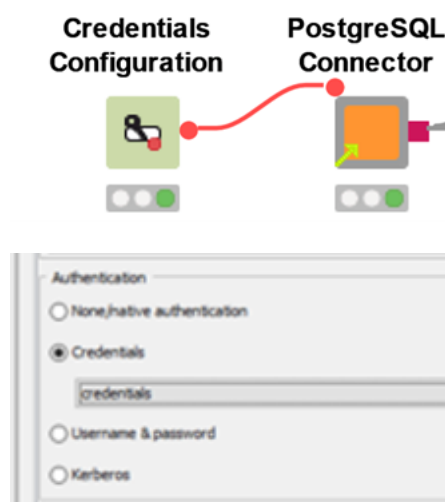 Credentials
Configuration
PostgreSQL
Connector
Authentication
None/native authentication
Credentials
credentials
Username & password
Kerberos